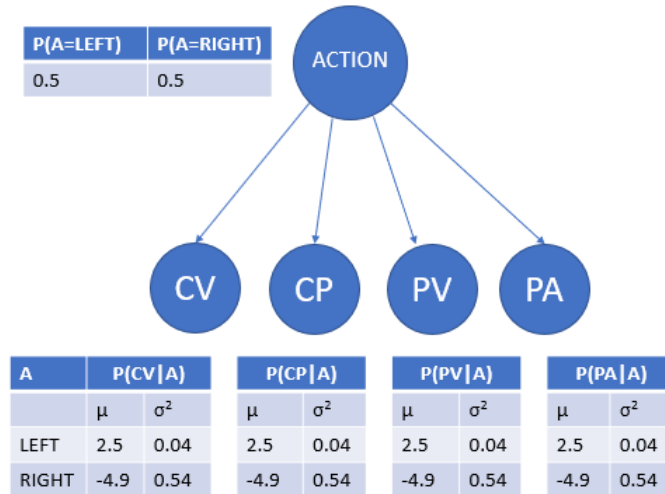 P(A=LEFT) P(A=RIGHT)
0.5 0.5
ACTION
CV CP PV PA
A P(CV|A) P(CP|A) P(PV|A) P(PA|A)
μ σ² μ σ² μ σ² μ σ²
LEFT 2.5 0.04 2.5 0.04 2.5 0.04 2.5 0.04
RIGHT -4.9 0.54 -4.9 0.54 -4.9 0.54 -4.9 0.54